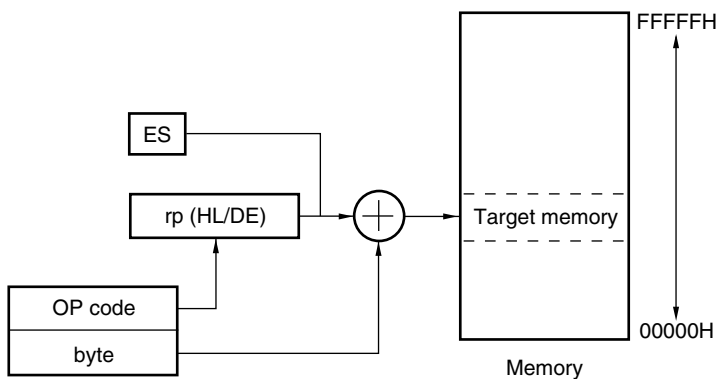 FFFFFH
ES
rp (HL/DE)
Target memory
OP code
byte
00000H
Memory